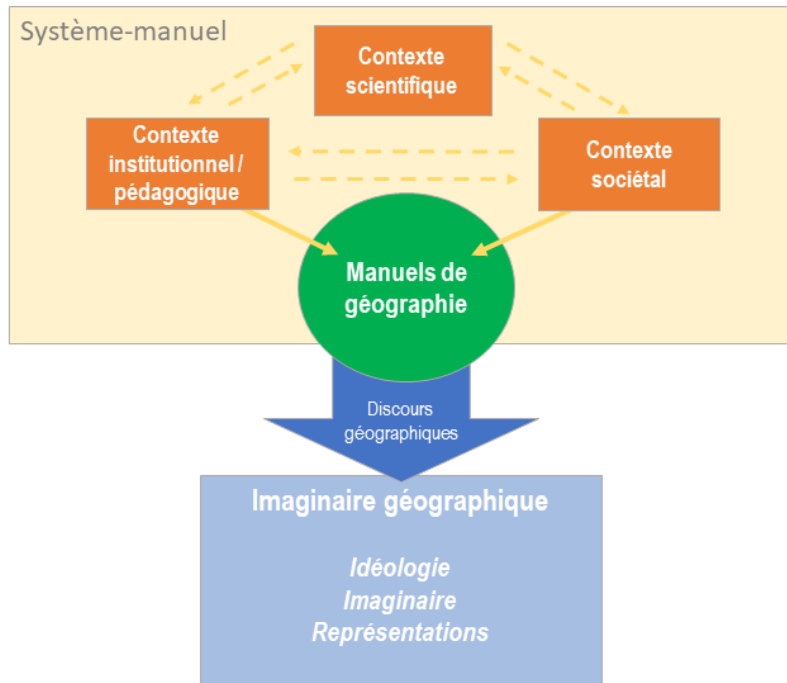 Système-manuel
Contexte
scientifique
Contexte
institutionnel /
pédagogique
Contexte
sociétal
Manuels de
géographie
Discours
géographiques
Imaginaire géographique
Idéologie
Imaginaire
Représentations